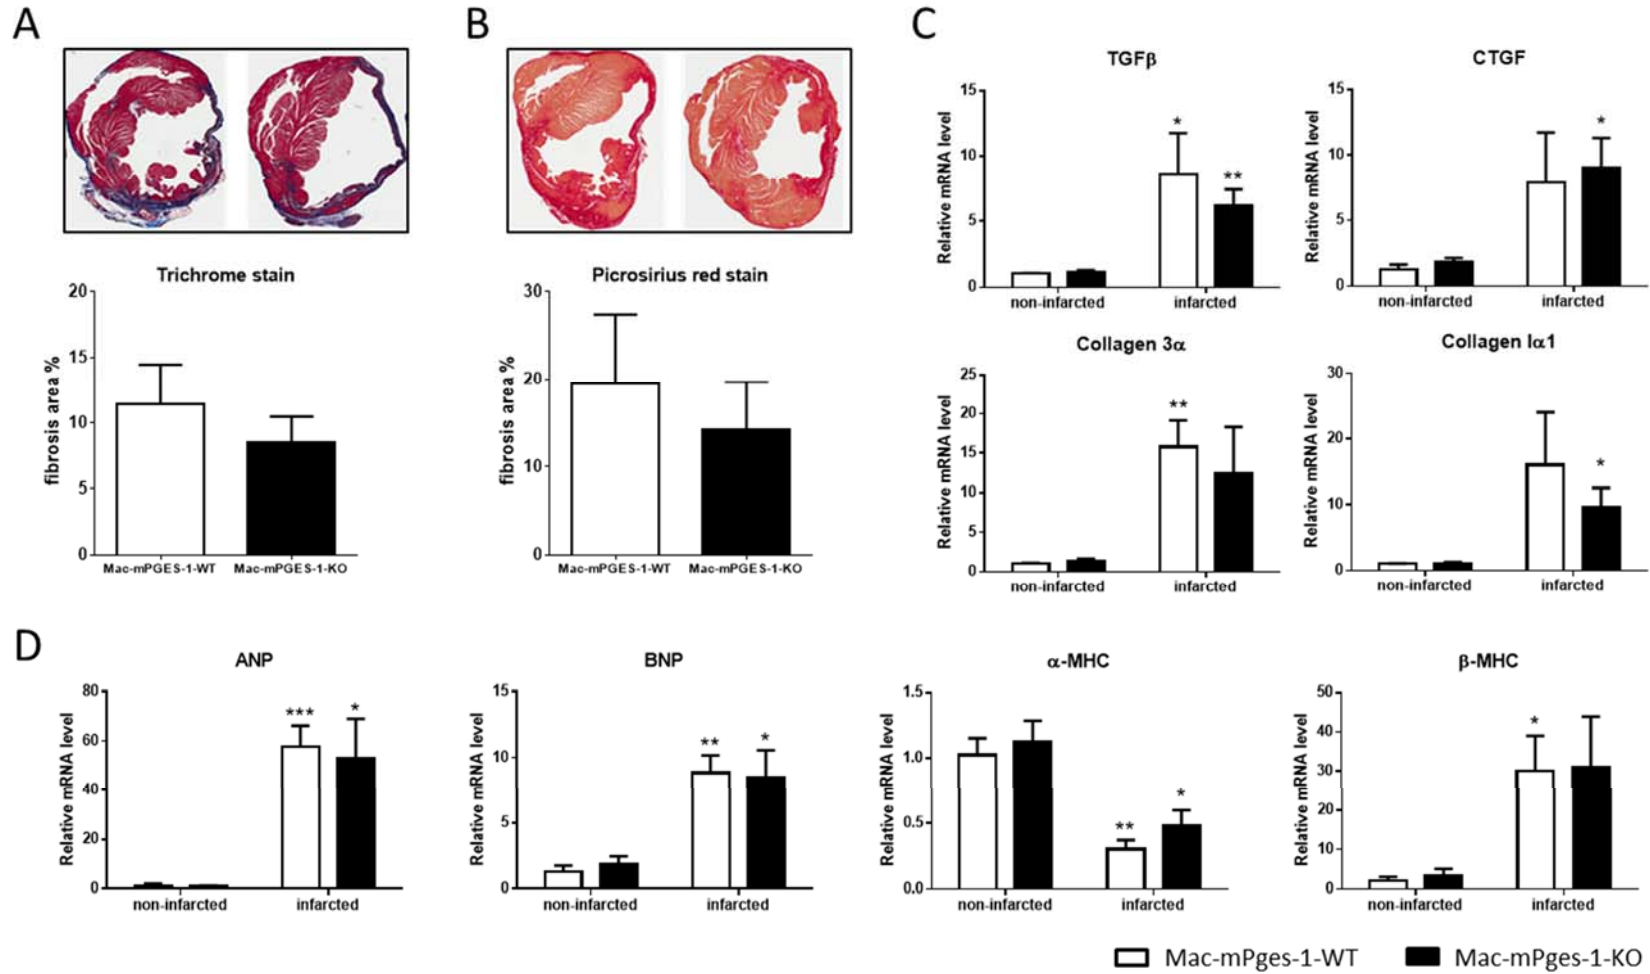 A
Trichrome stain
fibrosis area %
20
15
10
5
0
Mac-mPGES-1-WT Mac-mPGES-1-KO
B
Picrosirius red stain
fibrosis area %
30
20
10
0
Mac-mPGES-1-WT Mac-mPGES-1-KO
C
TGFβ
Relative mRNA level
15
10
5
0
* **
non-infarcted infarcted
CTGF
Relative mRNA level
15
10
5
0
*
non-infarcted infarcted
Collagen 3α
Relative mRNA level
25
20
15
10
5
0
**
non-infarcted infarcted
Collagen Iα1
Relative mRNA level
30
20
10
0
*
non-infarcted infarcted
D
ANP
Relative mRNA level
80
60
40
20
0
*** *
non-infarcted infarcted
BNP
Relative mRNA level
15
10
5
0
** *
non-infarcted infarcted
α-MHC
Relative mRNA level
1.5
1.0
0.5
0.0
** *
non-infarcted infarcted
β-MHC
Relative mRNA level
50
40
30
20
10
0
*
non-infarcted infarcted
Mac-mPges-1-WT Mac-mPges-1-KO